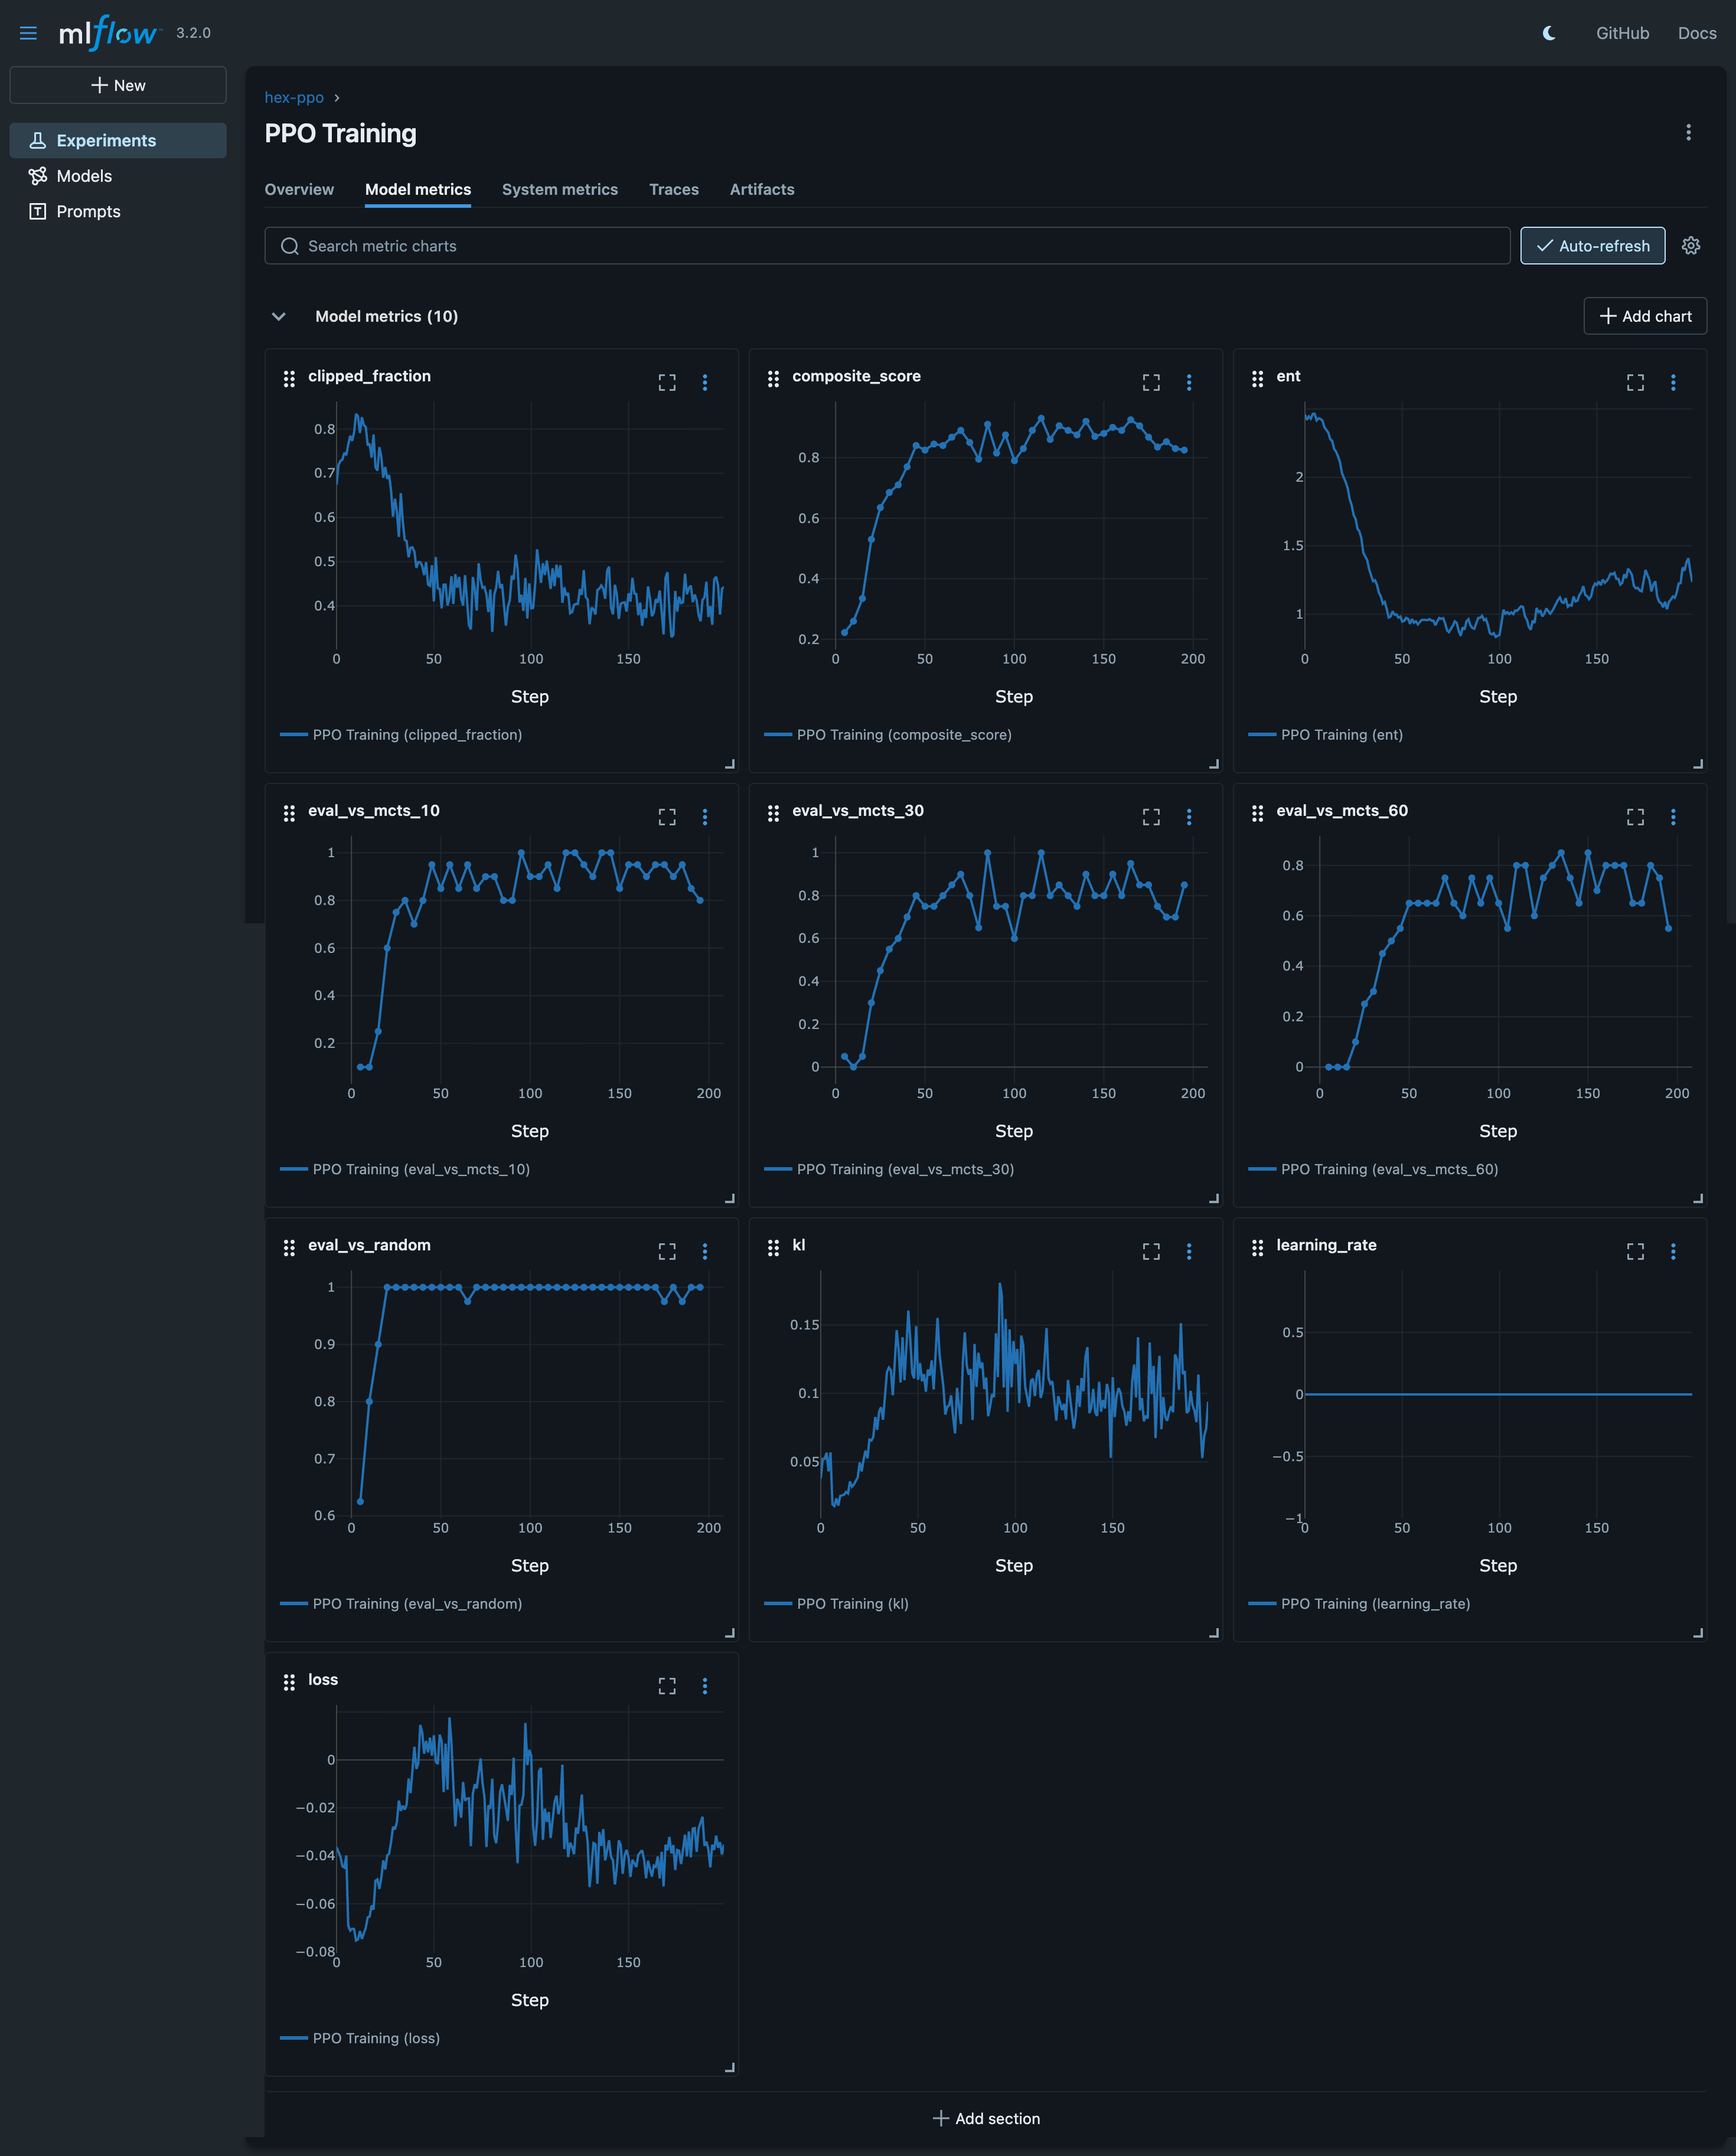 mlflow 3.2.0
GitHub Docs
New
Experiments
Models
Prompts
hex-ppo ›
PPO Training
Overview Model metrics System metrics Traces Artifacts
Search metric charts
Auto-refresh
Model metrics (10)
Add chart
clipped_fraction
0.8
0.7
0.6
0.5
0.4
0 50 100 150
Step
PPO Training (clipped_fraction)
composite_score
0.8
0.6
0.4
0.2
0 50 100 150 200
Step
PPO Training (composite_score)
ent
2
1.5
1
0 50 100 150
Step
PPO Training (ent)
eval_vs_mcts_10
1
0.8
0.6
0.4
0.2
0 50 100 150 200
Step
PPO Training (eval_vs_mcts_10)
eval_vs_mcts_30
1
0.8
0.6
0.4
0.2
0
0 50 100 150 200
Step
PPO Training (eval_vs_mcts_30)
eval_vs_mcts_60
0.8
0.6
0.4
0.2
0
0 50 100 150 200
Step
PPO Training (eval_vs_mcts_60)
eval_vs_random
1
0.9
0.8
0.7
0.6
0 50 100 150 200
Step
PPO Training (eval_vs_random)
kl
0.15
0.1
0.05
0 50 100 150
Step
PPO Training (kl)
learning_rate
0.5
0
−0.5
−1
0 50 100 150
Step
PPO Training (learning_rate)
loss
0
−0.02
−0.04
−0.06
−0.08
0 50 100 150
Step
PPO Training (loss)
Add section